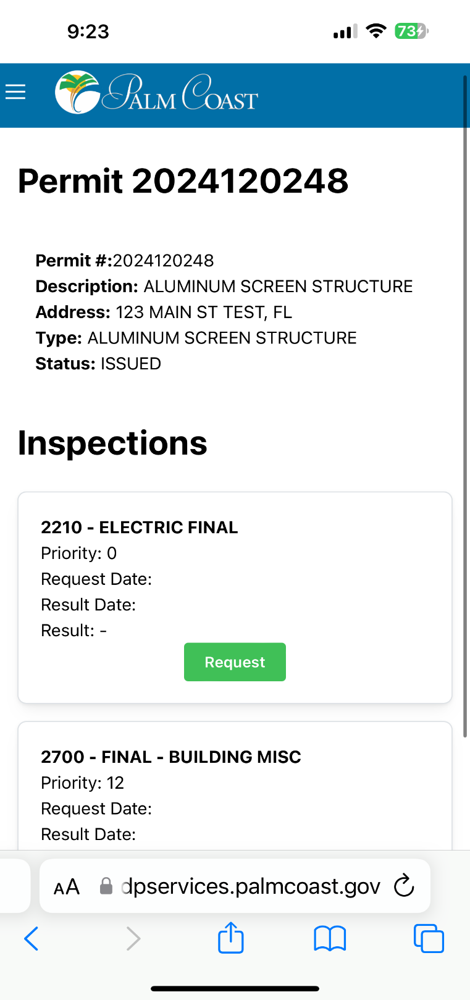 9:23
73
PALM COAST
Permit 2024120248
Permit #:2024120248
Description: ALUMINUM SCREEN STRUCTURE
Address: 123 MAIN ST TEST, FL
Type: ALUMINUM SCREEN STRUCTURE
Status: ISSUED
Inspections
2210 - ELECTRIC FINAL
Priority: 0
Request Date:
Result Date:
Result: -
Request
2700 - FINAL - BUILDING MISC
Priority: 12
Request Date:
Result Date:
AA dpservices.palmcoast.gov